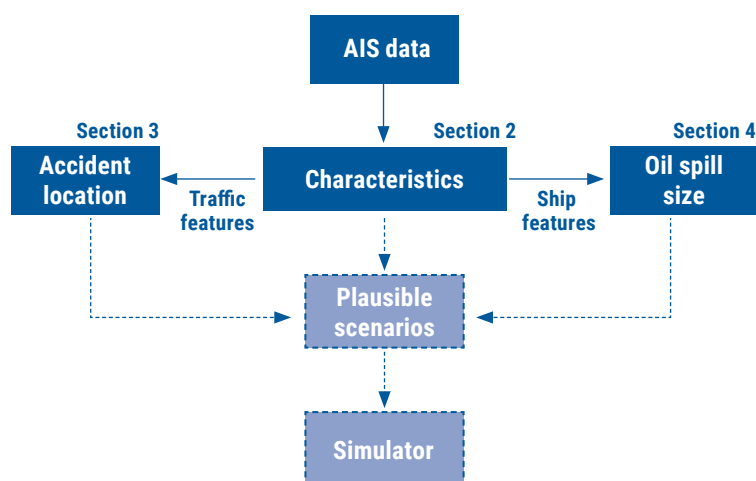 AIS data
Section 3
Section 2
Section 4
Accident
location
Traffic
features
Characteristics
Ship
features
Oil spill
size
Plausible
scenarios
Simulator